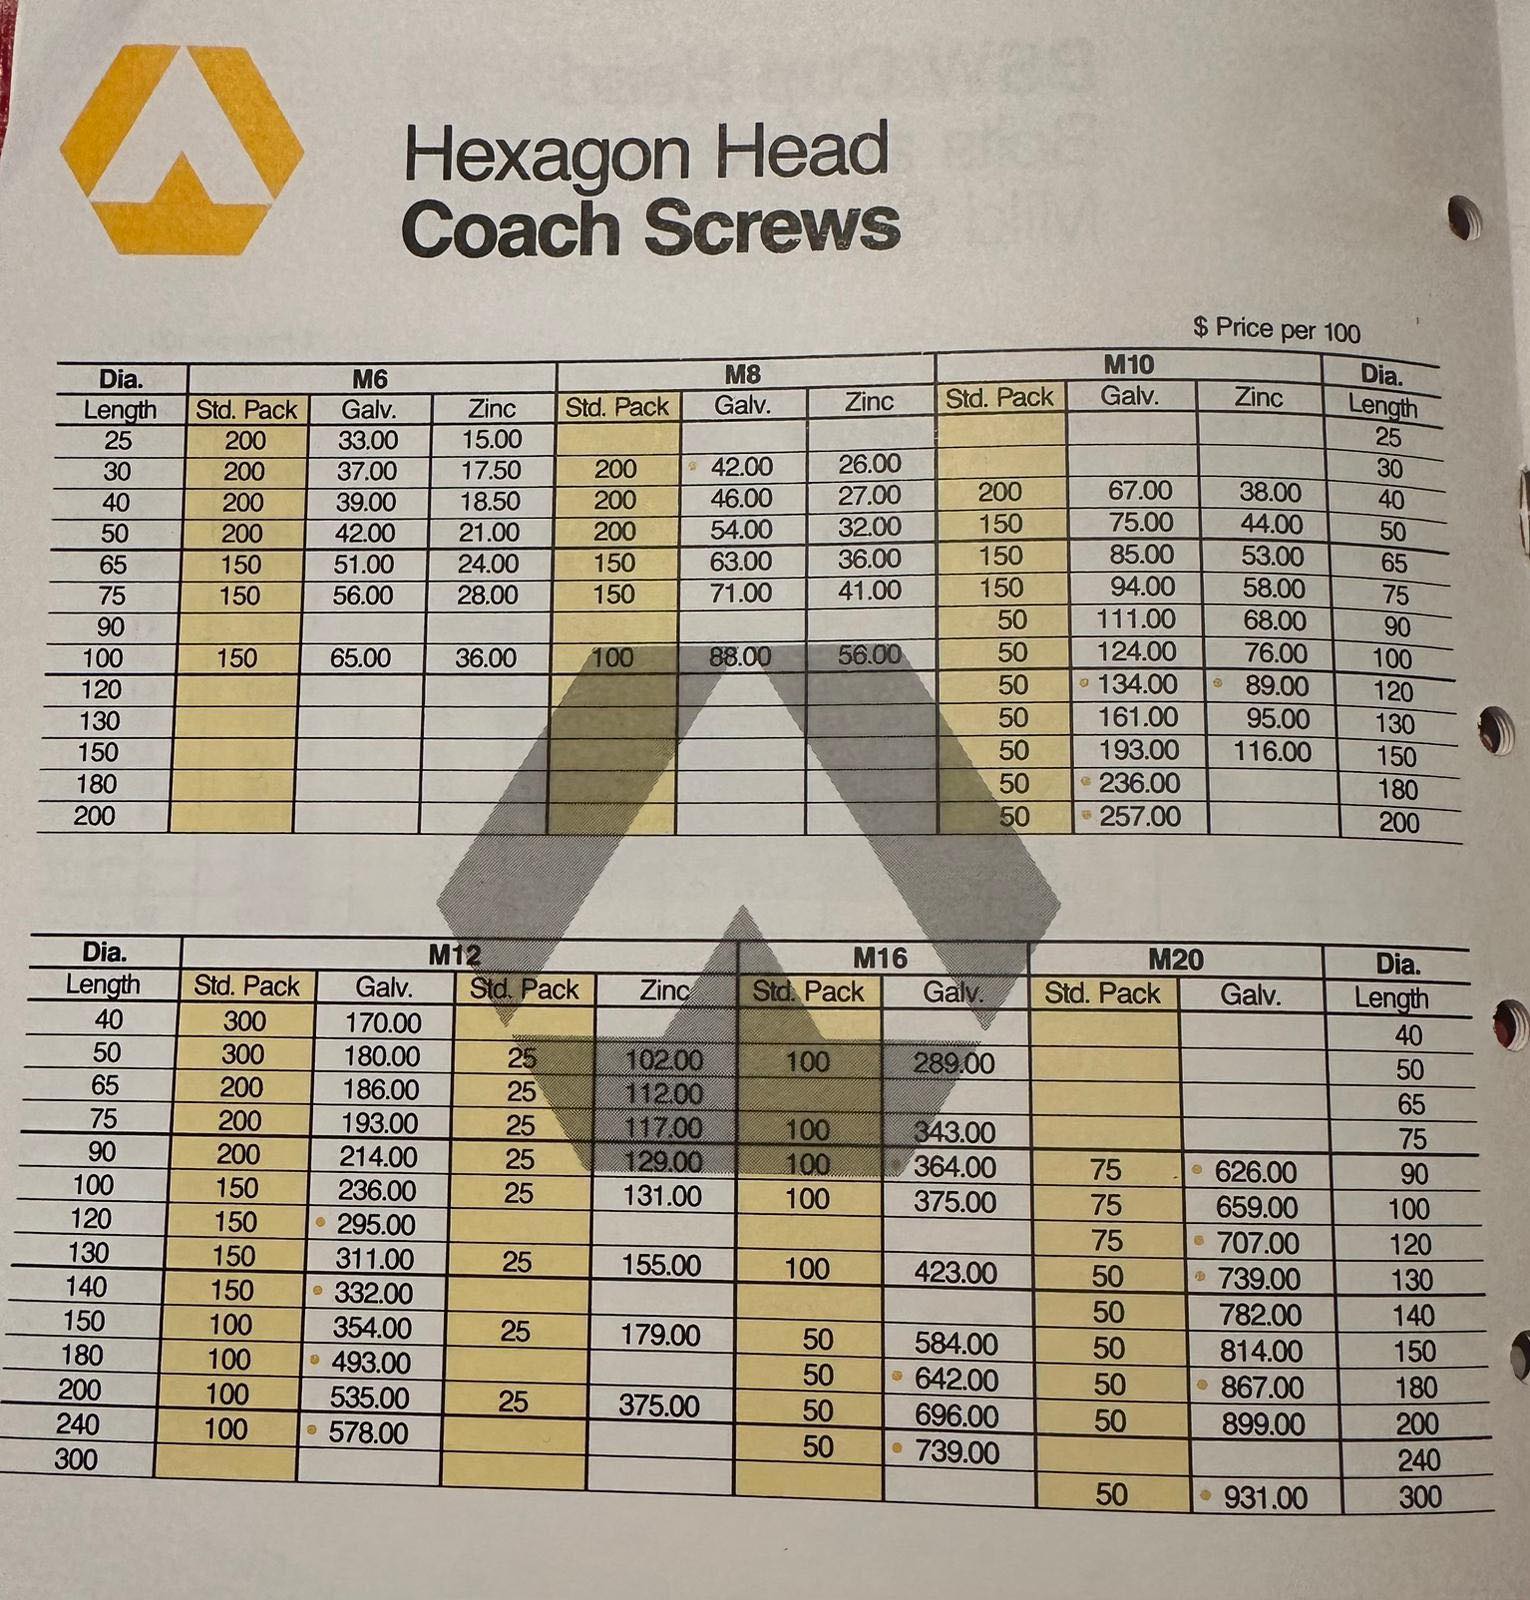 Hexagon Head
Coach Screws
$ Price per 100
Dia. M6 M8 M10 Dia.
Length Std. Pack Galv. Zinc Std. Pack Galv. Zinc Std. Pack Galv. Zinc Length
25 200 33.00 15.00 25
30 200 37.00 17.50 200 42.00 26.00 30
40 200 39.00 18.50 200 46.00 27.00 200 67.00 38.00 40
50 200 42.00 21.00 200 54.00 32.00 150 75.00 44.00 50
65 150 51.00 24.00 150 63.00 36.00 150 85.00 53.00 65
75 150 56.00 28.00 150 71.00 41.00 150 94.00 58.00 75
90 50 111.00 68.00 90
100 150 65.00 36.00 100 88.00 56.00 50 124.00 76.00 100
120 50 134.00 89.00 120
130 50 161.00 95.00 130
150 50 193.00 116.00 150
180 50 236.00 180
200 50 257.00 200
Dia. M12 M16 M20 Dia.
Length Std. Pack Galv. Std. Pack Zinc Std. Pack Galv. Std. Pack Galv. Length
40 300 170.00 40
50 300 180.00 25 102.00 100 289.00 50
65 200 186.00 25 112.00 65
75 200 193.00 25 117.00 100 343.00 75
90 200 214.00 25 129.00 100 364.00 75 626.00 90
100 150 236.00 25 131.00 100 375.00 75 659.00 100
120 150 295.00 75 707.00 120
130 150 311.00 25 155.00 100 423.00 50 739.00 130
140 150 332.00 50 782.00 140
150 100 354.00 25 179.00 50 584.00 50 814.00 150
180 100 493.00 50 642.00 50 867.00 180
200 100 535.00 25 375.00 50 696.00 50 899.00 200
240 100 578.00 50 739.00 240
300 50 931.00 300